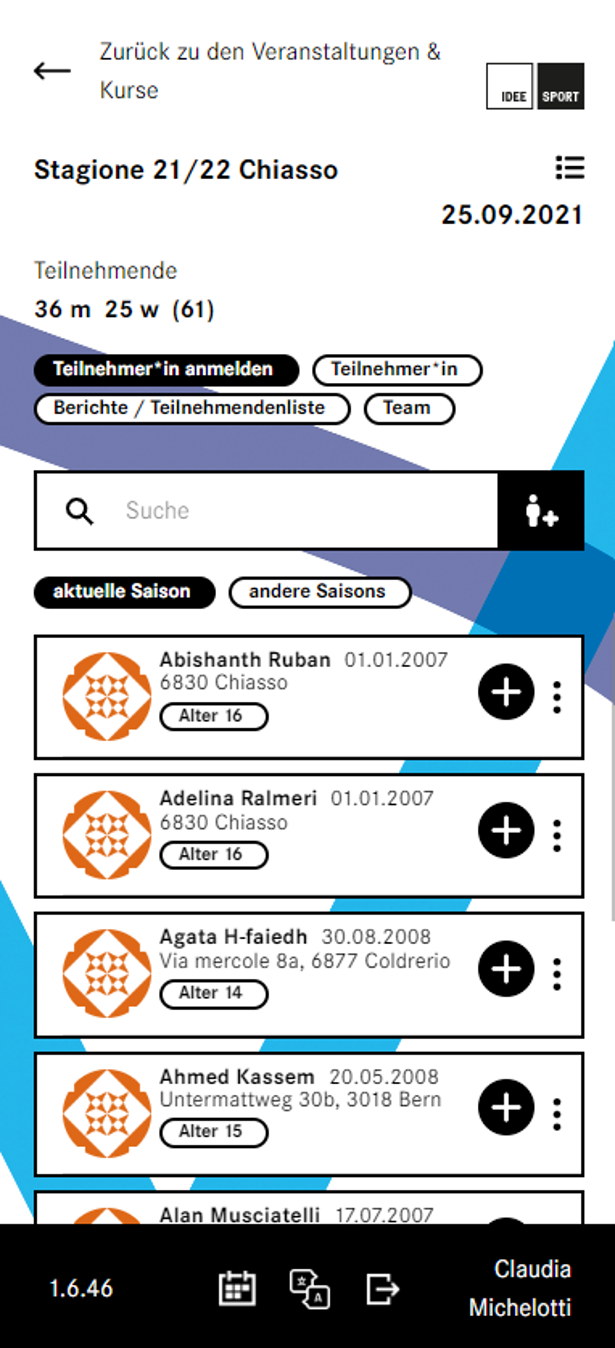 Zurück zu den Veranstaltungen &
Kurse
IDEE SPORT
Stagione 21/22 Chiasso
25.09.2021
Teilnehmende
36 m 25 w (61)
Teilnehmer*in anmelden Teilnehmer*in
Berichte / Teilnehmendenliste Team
Suche
aktuelle Saison andere Saisons
Abishanth Ruban 01.01.2007
6830 Chiasso
Alter 16
Adelina Ralmeri 01.01.2007
6830 Chiasso
Alter 16
Agata H-faiedh 30.08.2008
Via mercole 8a, 6877 Coldrerio
Alter 14
Ahmed Kassem 20.05.2008
Untermattweg 30b, 3018 Bern
Alter 15
Alan Musciatelli 17.07.2007
1.6.46
A
Claudia
Michelotti